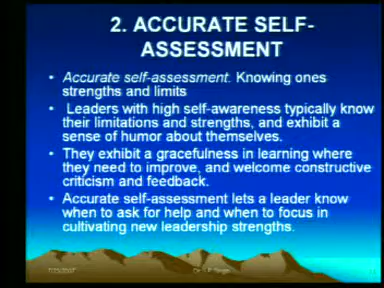 2. ACCURATE SELF-
ASSESSMENT
• Accurate self-assessment. Knowing ones
strengths and limits
• Leaders with high self-awareness typically know
their limitations and strengths, and exhibit a
sense of humor about themselves.
• They exhibit a gracefulness in learning where
they need to improve, and welcome constructive
criticism and feedback.
• Accurate self-assessment lets a leader know
when to ask for help and when to focus in
cultivating new leadership strengths.